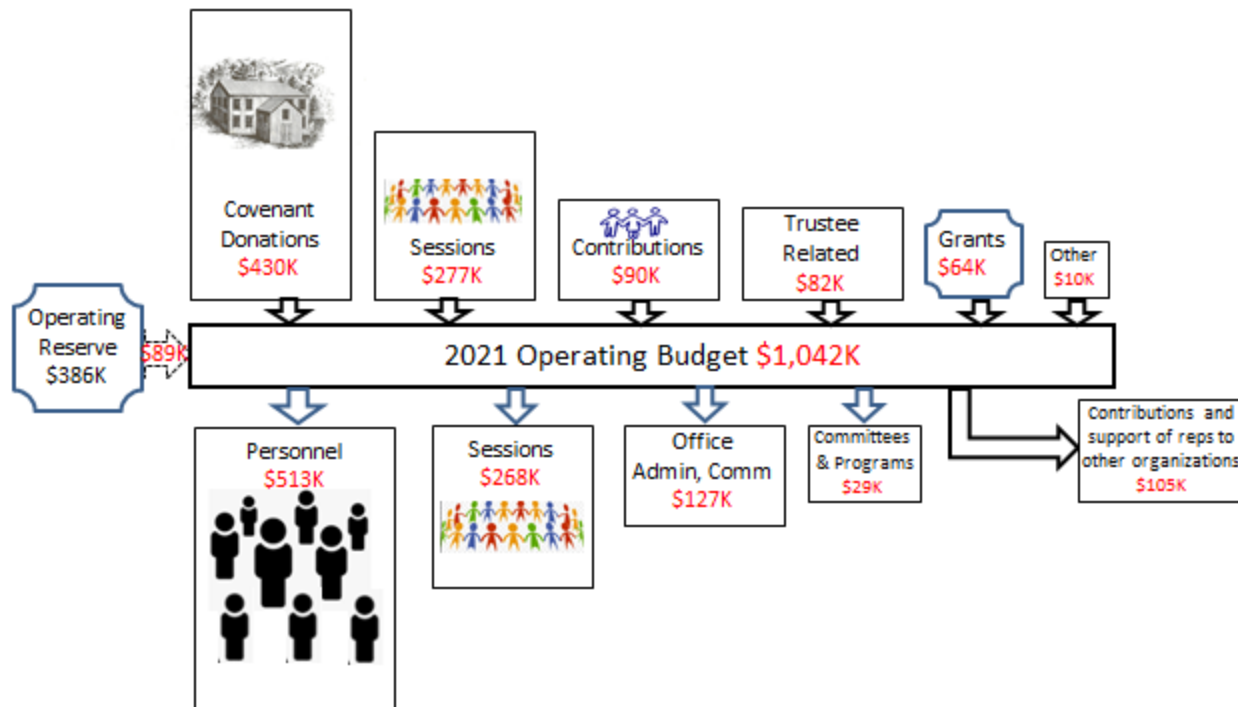 Covenant
Donations
$430K
Sessions
$277K
Contributions
$90K
Trustee
Related
$82K
Grants
$64K
Other
$10K
Operating
Reserve
$386K
$89K
2021 Operating Budget $1,042K
Personnel
$513K
Sessions
$268K
Office
Admin, Comm
$127K
Committees
& Programs
$29K
Contributions and
support of reps to
other organizations
$105K